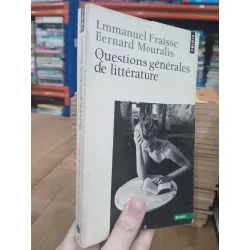 Emmanuel Fraisse
Bernard Mouralis
Questions générales
de littérature